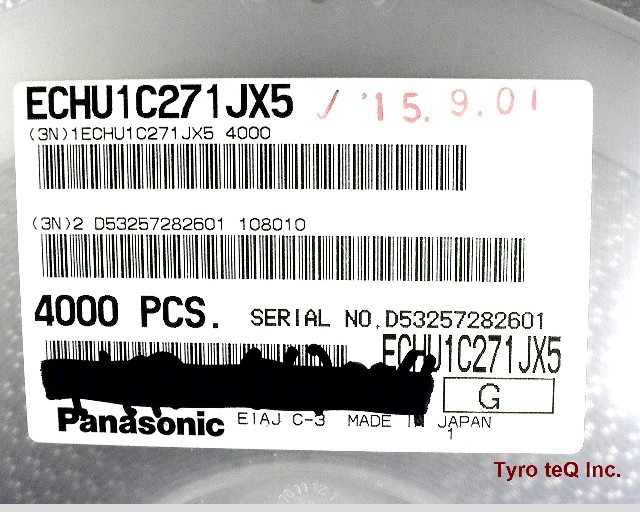 ECHU1C271JX5 / '15. 9. 01
(3N)1ECHU1C271JX5 4000
(3N)2 D53257282601 108010
4000 PCS. SERIAL NO. D53257282601
ECHU1C271JX5
G
Panasonic EIAJ C-3 MADE IN JAPAN
1
Tyro teQ Inc.